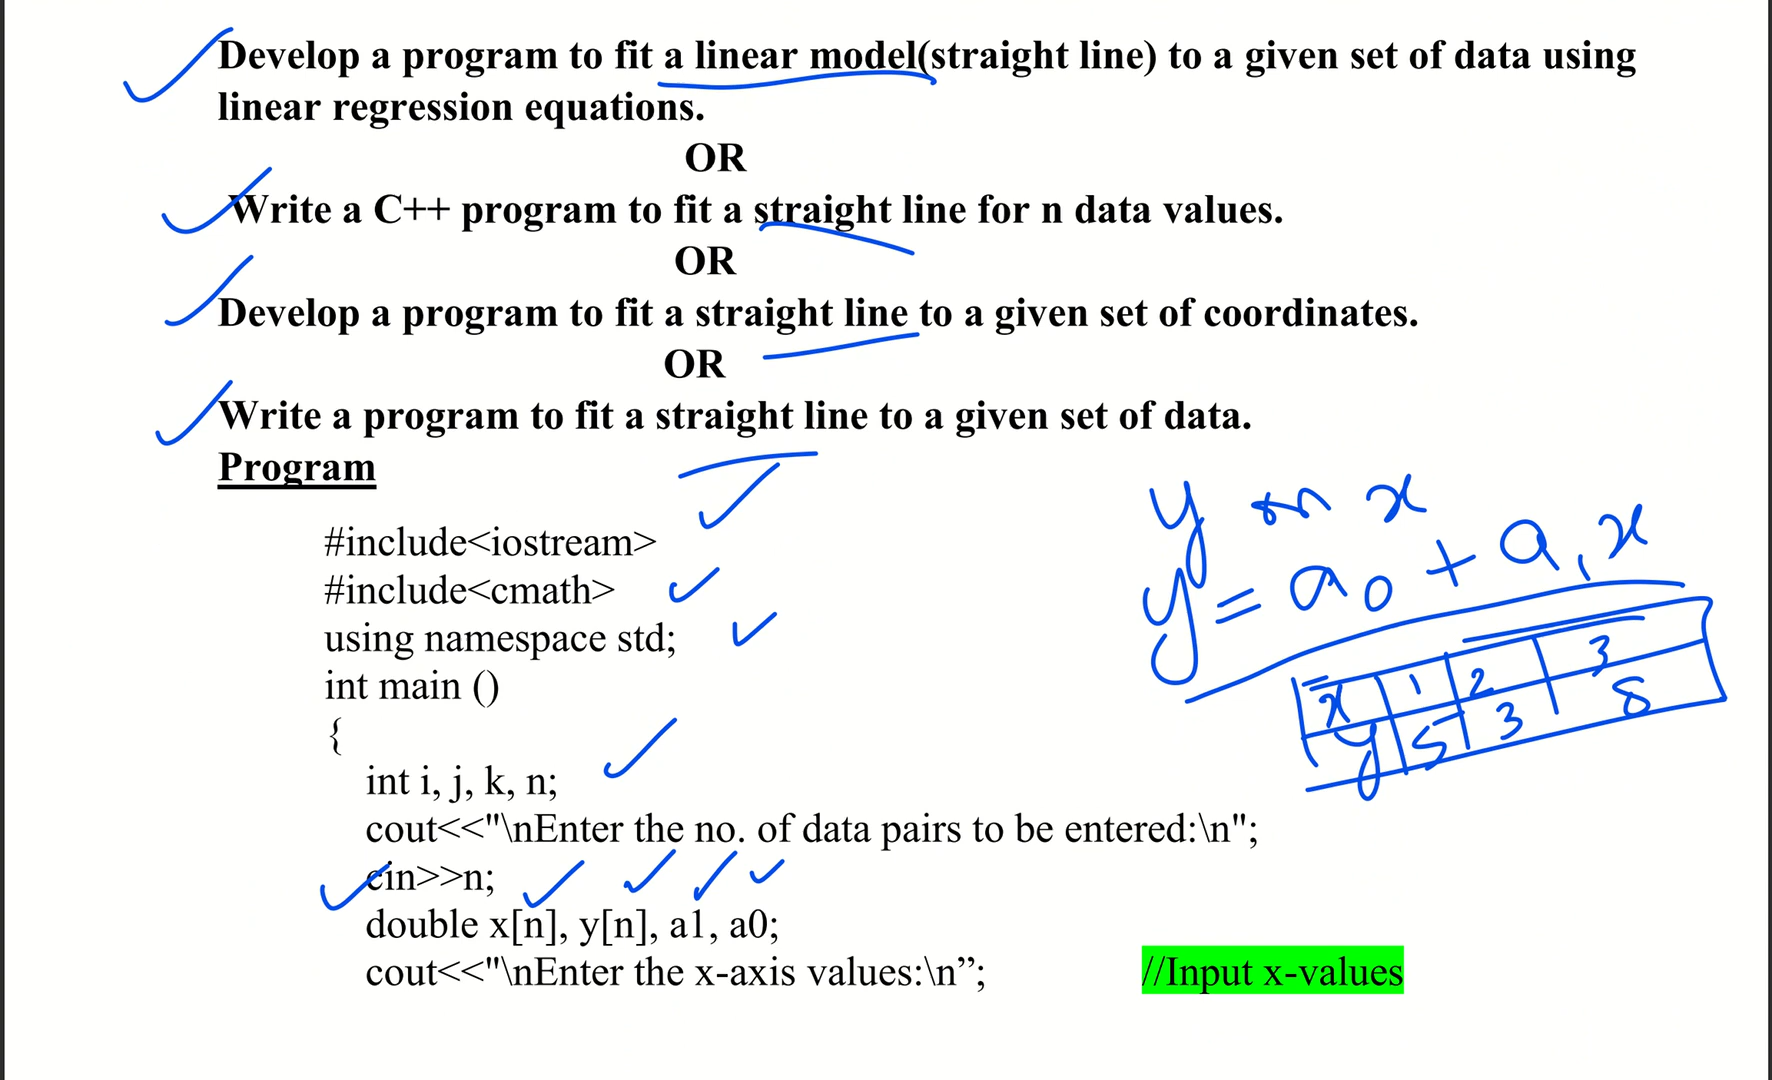 Develop a program to fit a linear model(straight line) to a given set of data using
linear regression equations.
OR
Write a C++ program to fit a straight line for n data values.
OR
Develop a program to fit a straight line to a given set of coordinates.
OR
Write a program to fit a straight line to a given set of data.
Program
#include<iostream>
#include<cmath>
using namespace std;
int main ()
{
int i, j, k, n;
cout<<"\nEnter the no. of data pairs to be entered:\n";
cin>>n;
double x[n], y[n], a1, a0;
cout<<"\nEnter the x-axis values:\n”;
//Input x-values
y on x
y = a0 + a1x
x 1 2 3
y 5 3 8